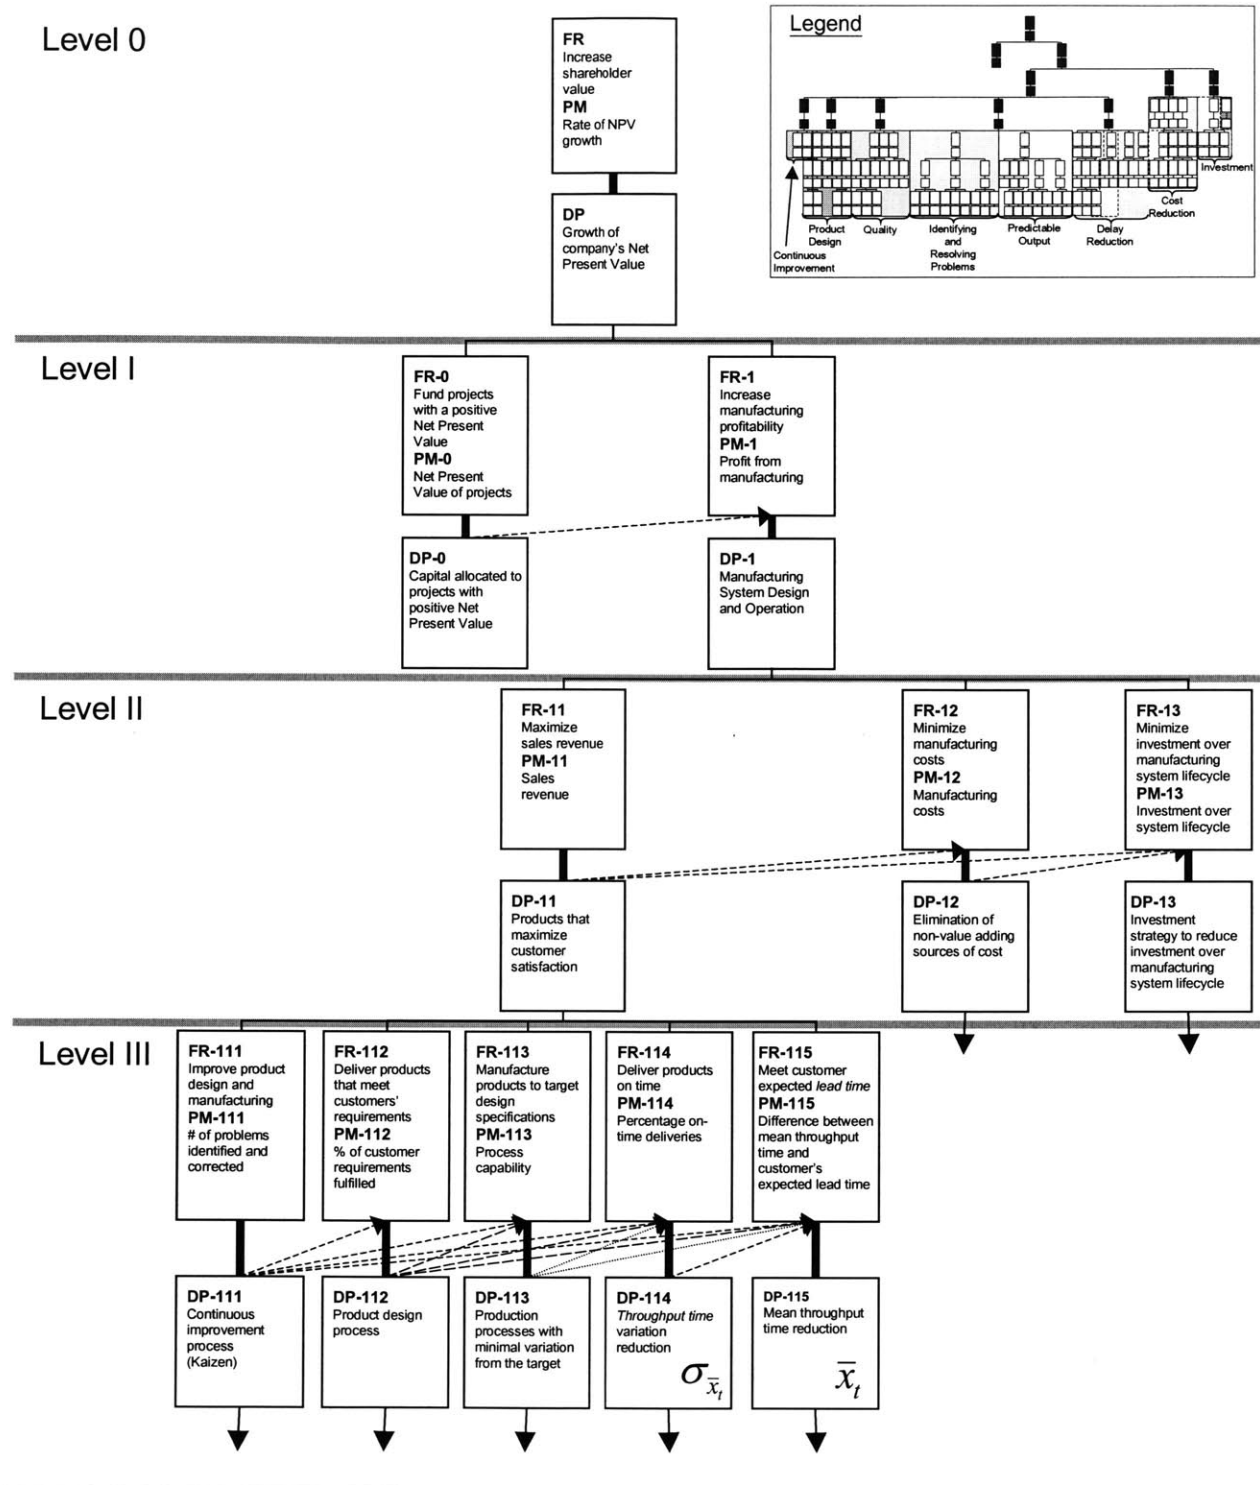 Level 0
FR
Increase
shareholder
value
PM
Rate of NPV
growth
DP
Growth of
company's Net
Present Value
Legend
Investment
Cost
Reduction
Product
Design
Quality
Identifying
and
Resolving
Problems
Predictable
Output
Delay
Reduction
Continuous
Improvement
Level I
FR-0
Fund projects
with a positive
Net Present
Value
PM-0
Net Present
Value of projects
FR-1
Increase
manufacturing
profitability
PM-1
Profit from
manufacturing
DP-0
Capital allocated to
projects with
positive Net
Present Value
DP-1
Manufacturing
System Design
and Operation
Level II
FR-11
Maximize
sales revenue
PM-11
Sales
revenue
FR-12
Minimize
manufacturing
costs
PM-12
Manufacturing
costs
FR-13
Minimize
investment over
manufacturing
system lifecycle
PM-13
Investment over
system lifecycle
DP-11
Products that
maximize
customer
satisfaction
DP-12
Elimination of
non-value adding
sources of cost
DP-13
Investment
strategy to reduce
investment over
manufacturing
system lifecycle
Level III
FR-111
Improve product
design and
manufacturing
PM-111
# of problems
identified and
corrected
FR-112
Deliver products
that meet
customers'
requirements
PM-112
% of customer
requirements
fulfilled
FR-113
Manufacture
products to target
design
specifications
PM-113
Process
capability
FR-114
Deliver products
on time
PM-114
Percentage on-
time deliveries
FR-115
Meet customer
expected lead time
PM-115
Difference between
mean throughput
time and
customer's
expected lead time
DP-111
Continuous
improvement
process
(Kaizen)
DP-112
Product design
process
DP-113
Production
processes with
minimal variation
from the target
DP-114
Throughput time
variation
reduction
σx̄t
DP-115
Mean throughput
time reduction
x̄t